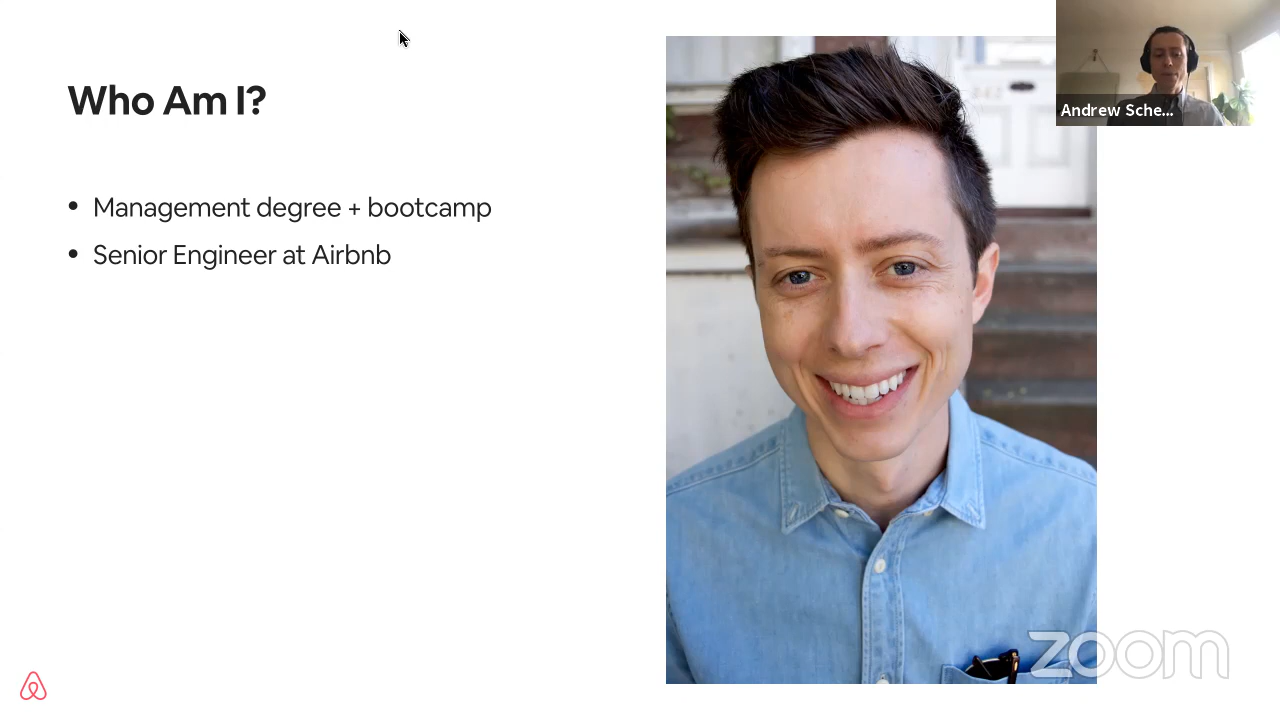 Who Am I?
• Management degree + bootcamp
• Senior Engineer at Airbnb
Andrew Sche...
zoom